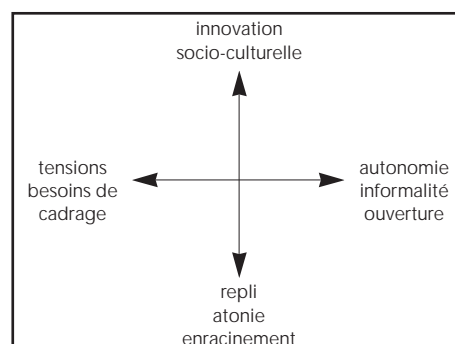 innovation
socio-culturelle
tensions
besoins de
cadrage
autonomie
informalité
ouverture
repli
atonie
enracinement